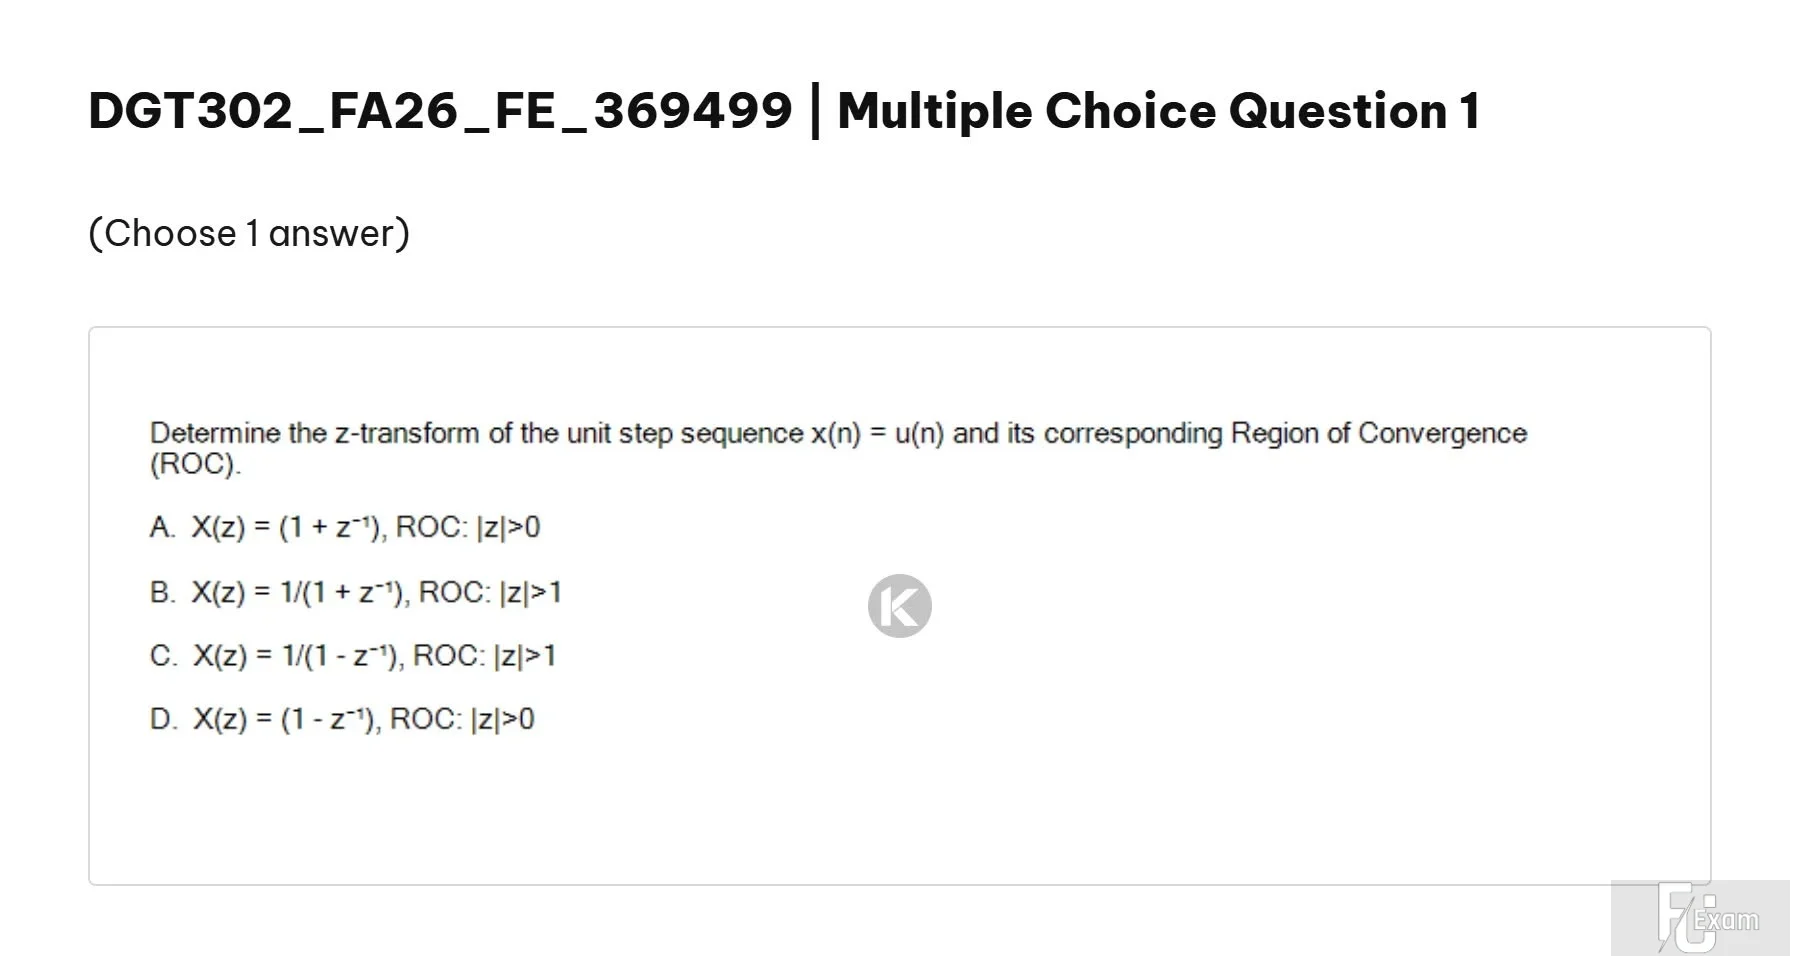 DGT302_FA26_FE_369499 | Multiple Choice Question 1
(Choose 1 answer)
Determine the z-transform of the unit step sequence x(n) = u(n) and its corresponding Region of Convergence
(ROC).
A. X(z) = (1 + z⁻¹), ROC: |z|>0
B. X(z) = 1/(1 + z⁻¹), ROC: |z|>1
K
C. X(z) = 1/(1 - z⁻¹), ROC: |z|>1
D. X(z) = (1 - z⁻¹), ROC: |z|>0
FU Exam